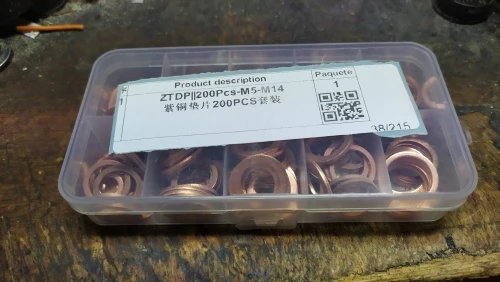 Product description
Paquete
1
ZTDP||200Pcs-M5-M14
1
紫铜垫片200PCS套装
38/215